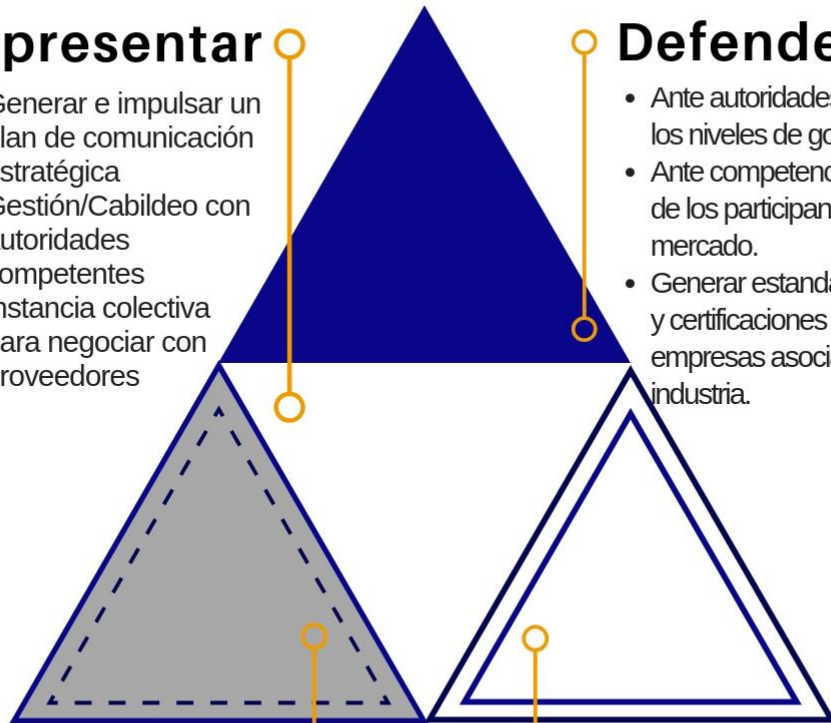 presentar
Generar e impulsar un
lan de comunicación
stratégica
Gestión/Cabildeo con
utoridades
ompetentes
nstancia colectiva
ara negociar con
roveedores
Defende
• Ante autoridades
los niveles de go
• Ante competenc
de los participan
mercado.
• Generar estanda
y certificaciones
empresas asocia
industria.